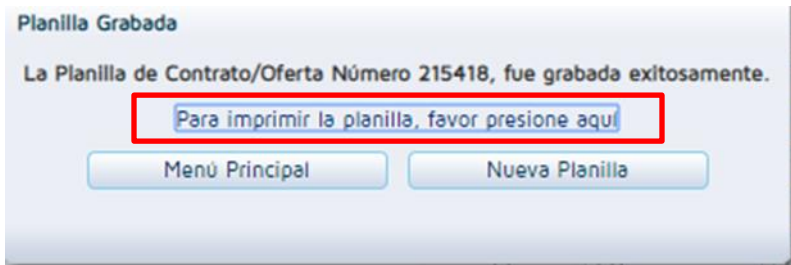 Planilla Grabada
La Planilla de Contrato/Oferta Número 215418, fue grabada exitosamente.
Para imprimir la planilla, favor presione aquí
Menú Principal
Nueva Planilla